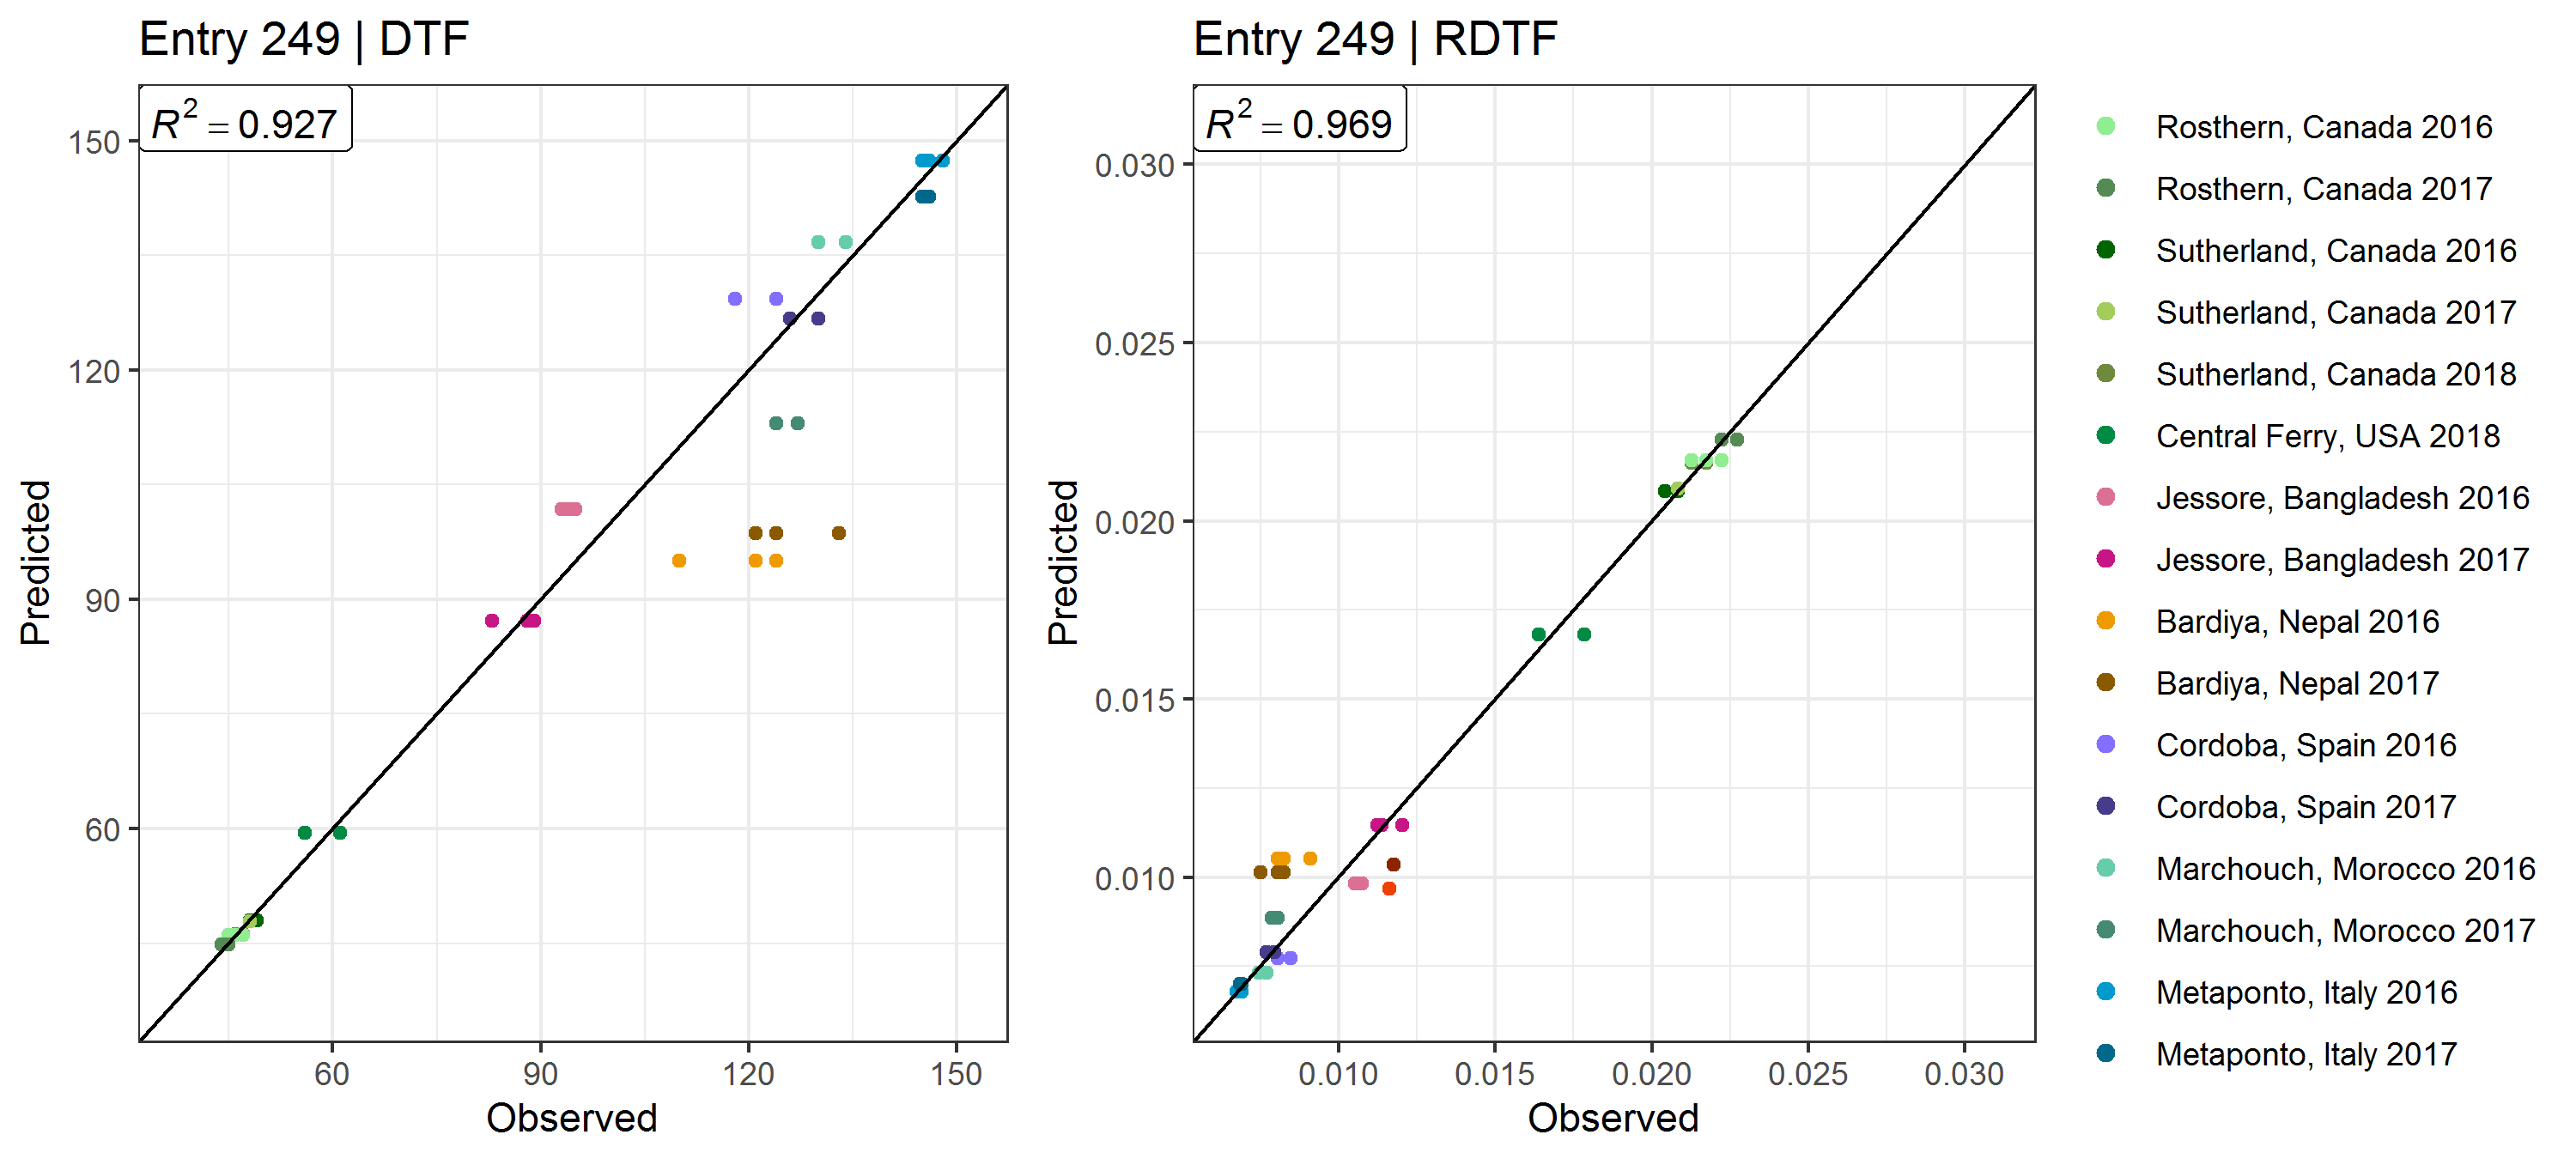 Entry 249 | DTF
R² = 0.927
150
120
90
60
Predicted
60 90 120 150
Observed
Entry 249 | RDTF
R² = 0.969
0.030
0.025
0.020
0.015
0.010
Predicted
0.010 0.015 0.020 0.025 0.030
Observed
Rosthern, Canada 2016
Rosthern, Canada 2017
Sutherland, Canada 2016
Sutherland, Canada 2017
Sutherland, Canada 2018
Central Ferry, USA 2018
Jessore, Bangladesh 2016
Jessore, Bangladesh 2017
Bardiya, Nepal 2016
Bardiya, Nepal 2017
Cordoba, Spain 2016
Cordoba, Spain 2017
Marchouch, Morocco 2016
Marchouch, Morocco 2017
Metaponto, Italy 2016
Metaponto, Italy 2017